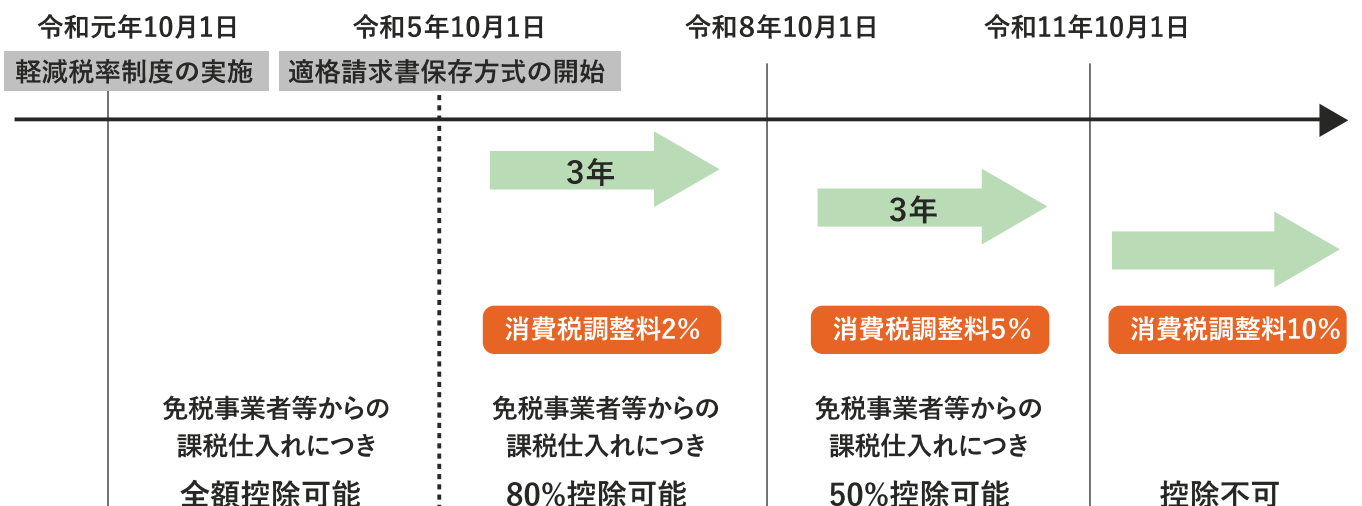 令和元年10月1日
令和5年10月1日
令和8年10月1日
令和11年10月1日
軽減税率制度の実施
適格請求書保存方式の開始
3年
3年
消費税調整料2%
消費税調整料5%
消費税調整料10%
免税事業者等からの
課税仕入れにつき
全額控除可能
免税事業者等からの
課税仕入れにつき
80%控除可能
免税事業者等からの
課税仕入れにつき
50%控除可能
控除不可